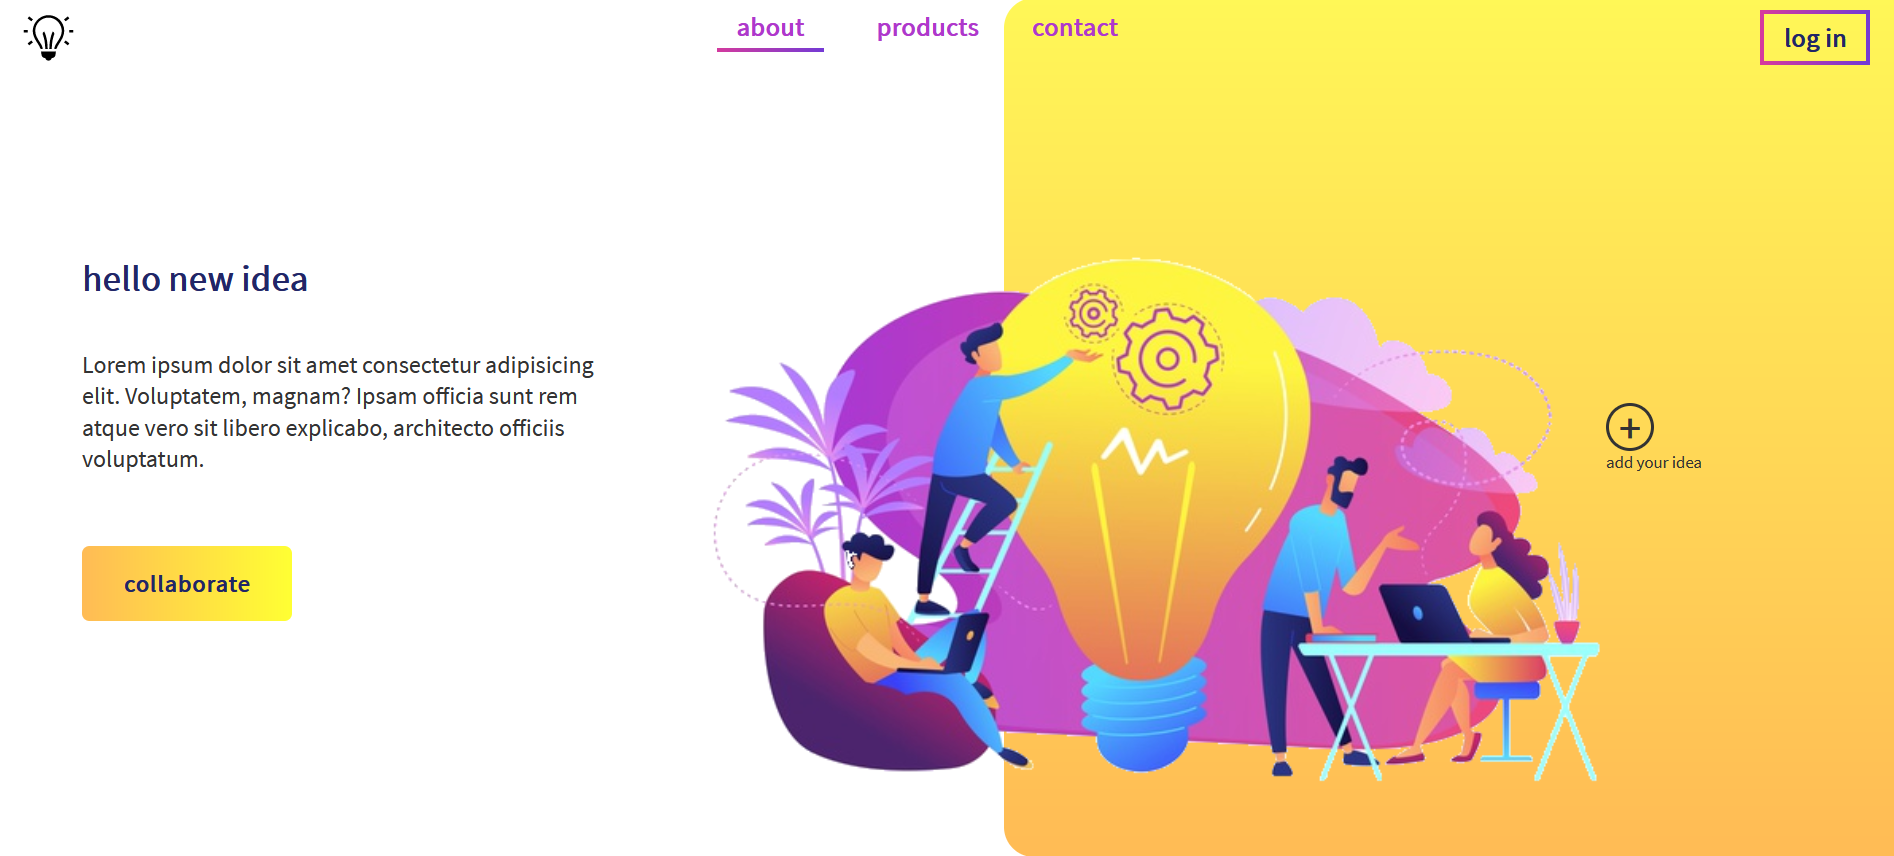 about
products
contact
log in
hello new idea
Lorem ipsum dolor sit amet consectetur adipisicing
elit. Voluptatem, magnam? Ipsam officia sunt rem
atque vero sit libero explicabo, architecto officiis
voluptatum.
add your idea
collaborate